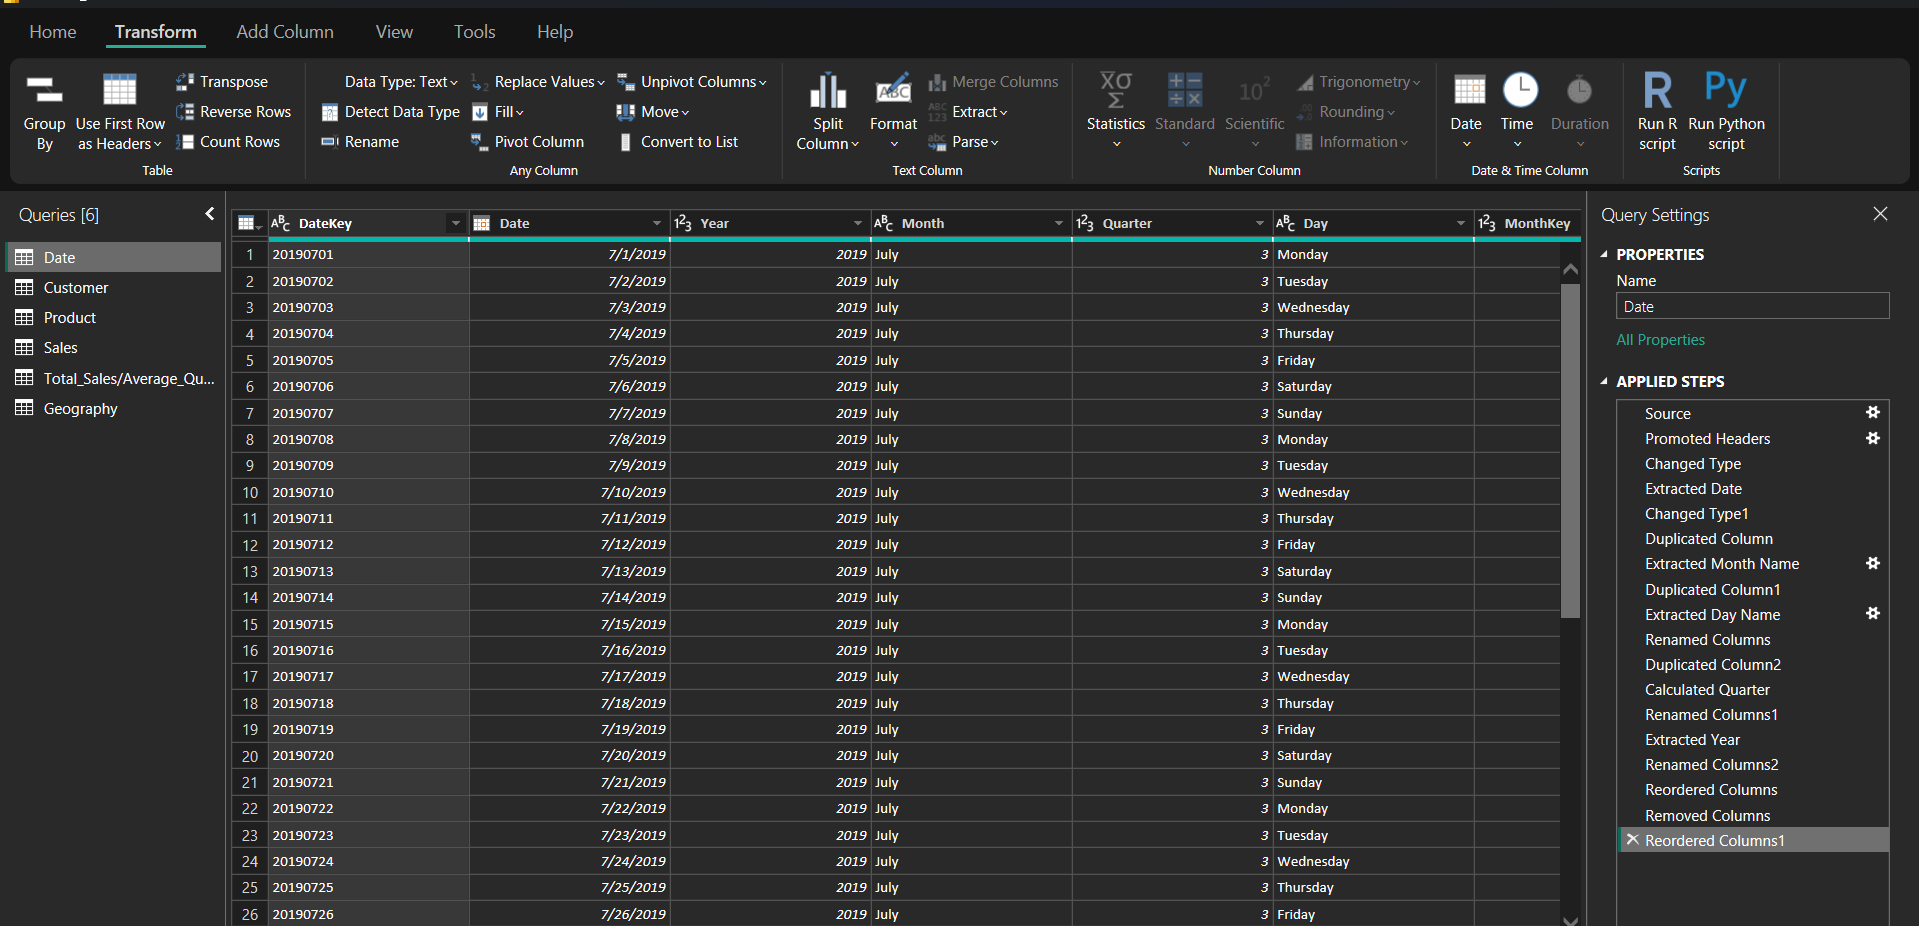 Home Transform Add Column View Tools Help
Group By
Use First Row as Headers
Transpose
Reverse Rows
Count Rows
Table
Data Type: Text
Detect Data Type
Rename
Replace Values
Fill
Pivot Column
Unpivot Columns
Move
Convert to List
Any Column
Split Column
Format
Merge Columns
Extract
Parse
Text Column
Statistics
Standard
Scientific
Trigonometry
Rounding
Information
Number Column
Date
Time
Duration
Date & Time Column
Run R script
Run Python script
Scripts
Queries [6]
Date
Customer
Product
Sales
Total_Sales/Average_Qu...
Geography
DateKey Date Year Month Quarter Day MonthKey
1 20190701 7/1/2019 2019 July 3 Monday
2 20190702 7/2/2019 2019 July 3 Tuesday
3 20190703 7/3/2019 2019 July 3 Wednesday
4 20190704 7/4/2019 2019 July 3 Thursday
5 20190705 7/5/2019 2019 July 3 Friday
6 20190706 7/6/2019 2019 July 3 Saturday
7 20190707 7/7/2019 2019 July 3 Sunday
8 20190708 7/8/2019 2019 July 3 Monday
9 20190709 7/9/2019 2019 July 3 Tuesday
10 20190710 7/10/2019 2019 July 3 Wednesday
11 20190711 7/11/2019 2019 July 3 Thursday
12 20190712 7/12/2019 2019 July 3 Friday
13 20190713 7/13/2019 2019 July 3 Saturday
14 20190714 7/14/2019 2019 July 3 Sunday
15 20190715 7/15/2019 2019 July 3 Monday
16 20190716 7/16/2019 2019 July 3 Tuesday
17 20190717 7/17/2019 2019 July 3 Wednesday
18 20190718 7/18/2019 2019 July 3 Thursday
19 20190719 7/19/2019 2019 July 3 Friday
20 20190720 7/20/2019 2019 July 3 Saturday
21 20190721 7/21/2019 2019 July 3 Sunday
22 20190722 7/22/2019 2019 July 3 Monday
23 20190723 7/23/2019 2019 July 3 Tuesday
24 20190724 7/24/2019 2019 July 3 Wednesday
25 20190725 7/25/2019 2019 July 3 Thursday
26 20190726 7/26/2019 2019 July 3 Friday
Query Settings
PROPERTIES
Name
Date
All Properties
APPLIED STEPS
Source
Promoted Headers
Changed Type
Extracted Date
Changed Type1
Duplicated Column
Extracted Month Name
Duplicated Column1
Extracted Day Name
Renamed Columns
Duplicated Column2
Calculated Quarter
Renamed Columns1
Extracted Year
Renamed Columns2
Reordered Columns
Removed Columns
Reordered Columns1